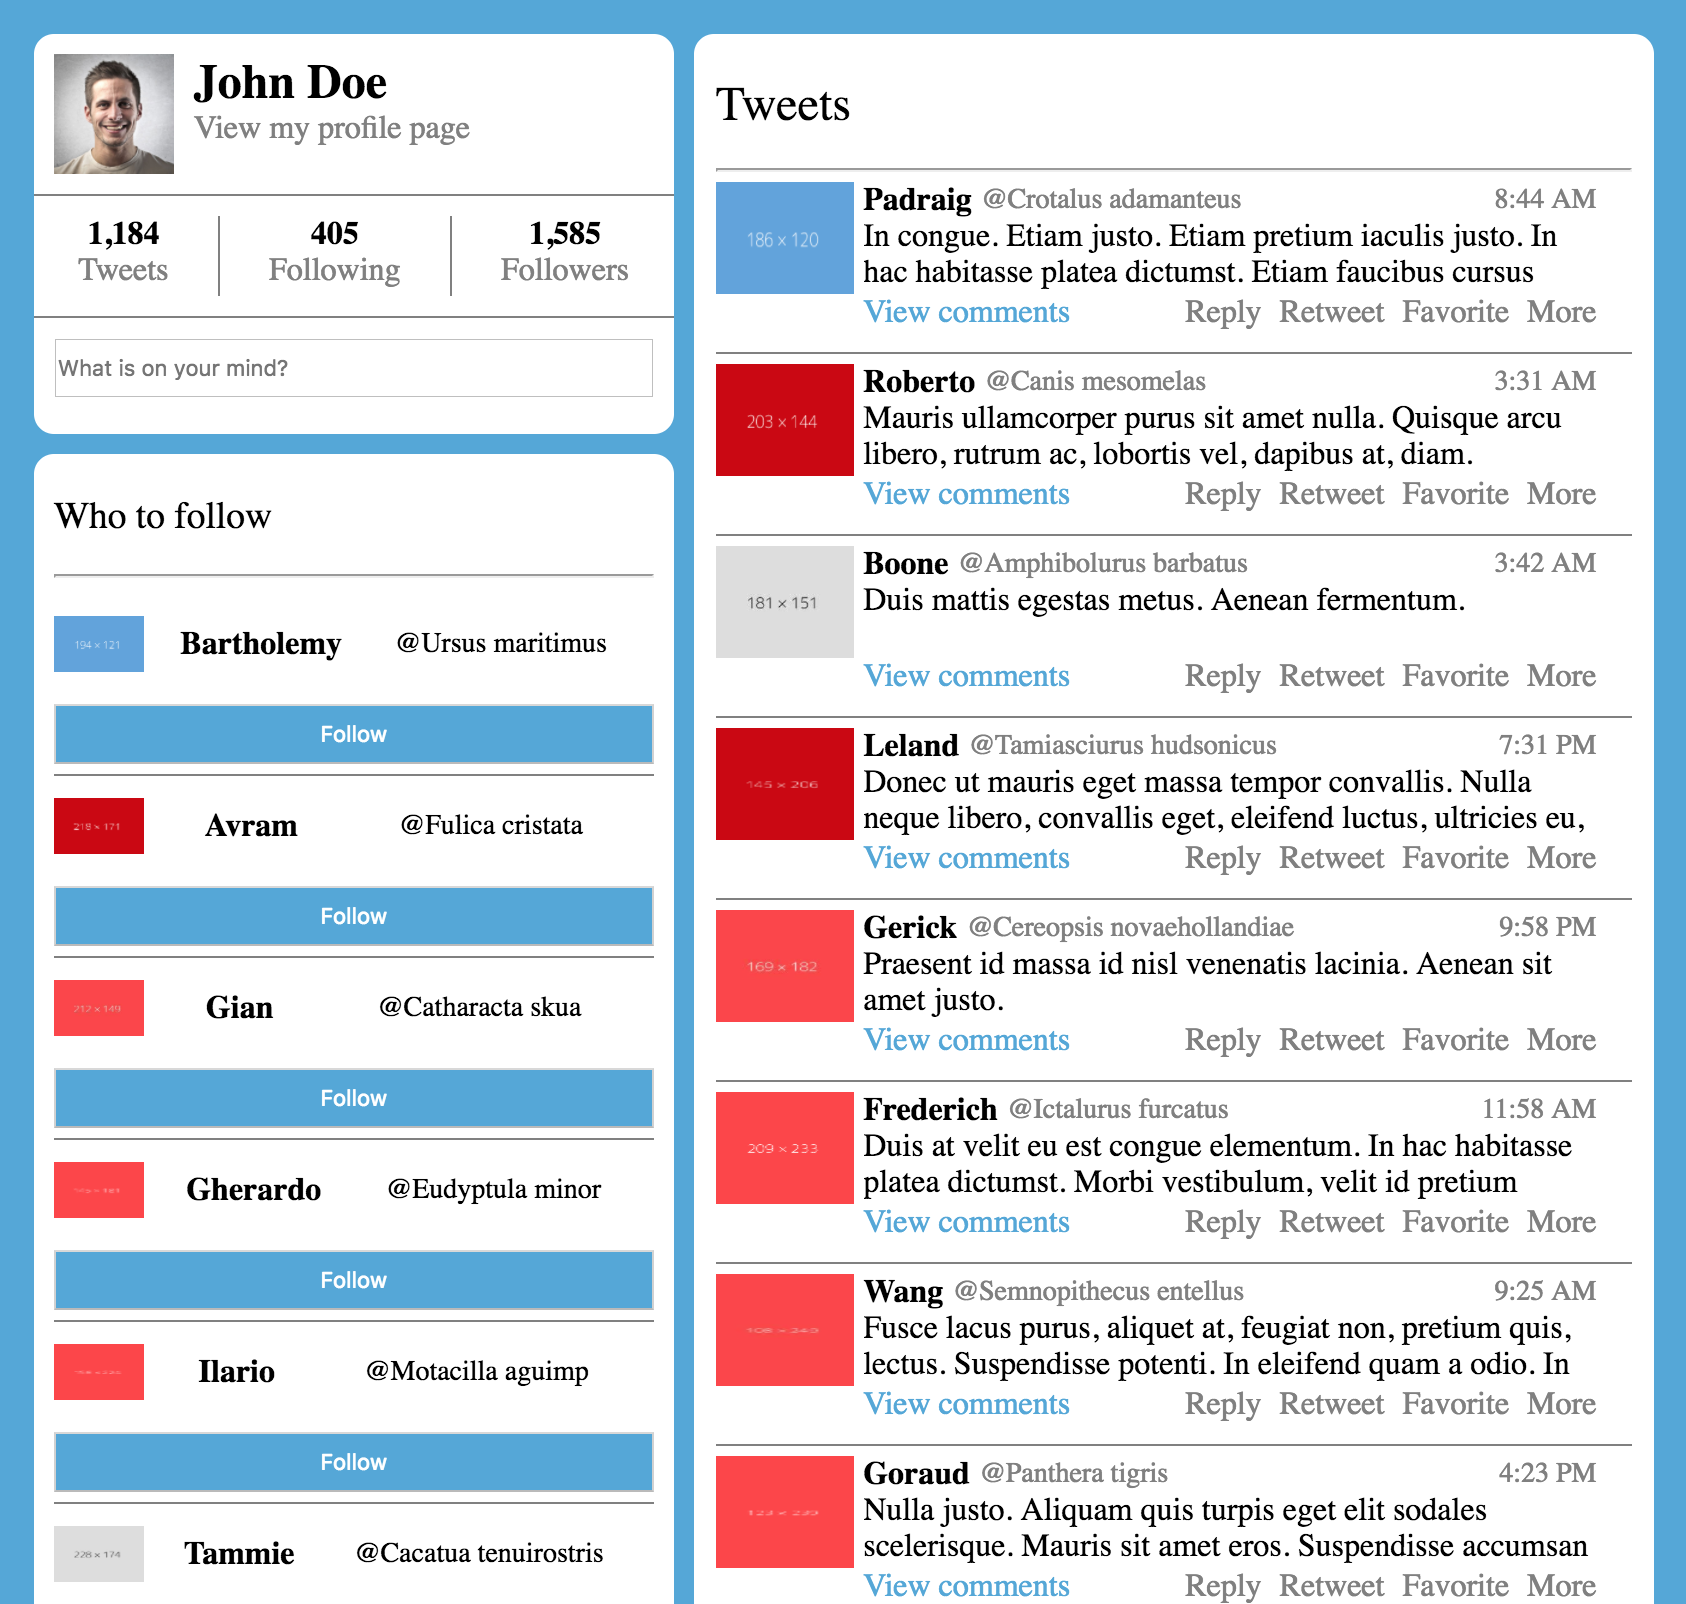 John Doe
View my profile page
1,184
Tweets
405
Following
1,585
Followers
What is on your mind?
Who to follow
194 × 121
Bartholemy
@Ursus maritimus
Follow
218 × 171
Avram
@Fulica cristata
Follow
212 × 149
Gian
@Catharacta skua
Follow
Gherardo
@Eudyptula minor
Follow
Ilario
@Motacilla aguimp
Follow
228 × 174
Tammie
@Cacatua tenuirostris
Tweets
186 × 120
Padraig @Crotalus adamanteus 8:44 AM
In congue. Etiam justo. Etiam pretium iaculis justo. In
hac habitasse platea dictumst. Etiam faucibus cursus
View comments Reply Retweet Favorite More
203 × 144
Roberto @Canis mesomelas 3:31 AM
Mauris ullamcorper purus sit amet nulla. Quisque arcu
libero, rutrum ac, lobortis vel, dapibus at, diam.
View comments Reply Retweet Favorite More
181 × 151
Boone @Amphibolurus barbatus 3:42 AM
Duis mattis egestas metus. Aenean fermentum.
View comments Reply Retweet Favorite More
145 × 206
Leland @Tamiasciurus hudsonicus 7:31 PM
Donec ut mauris eget massa tempor convallis. Nulla
neque libero, convallis eget, eleifend luctus, ultricies eu,
View comments Reply Retweet Favorite More
169 × 182
Gerick @Cereopsis novaehollandiae 9:58 PM
Praesent id massa id nisl venenatis lacinia. Aenean sit
amet justo.
View comments Reply Retweet Favorite More
209 × 233
Frederich @Ictalurus furcatus 11:58 AM
Duis at velit eu est congue elementum. In hac habitasse
platea dictumst. Morbi vestibulum, velit id pretium
View comments Reply Retweet Favorite More
Wang @Semnopithecus entellus 9:25 AM
Fusce lacus purus, aliquet at, feugiat non, pretium quis,
lectus. Suspendisse potenti. In eleifend quam a odio. In
View comments Reply Retweet Favorite More
Goraud @Panthera tigris 4:23 PM
Nulla justo. Aliquam quis turpis eget elit sodales
scelerisque. Mauris sit amet eros. Suspendisse accumsan
View comments Reply Retweet Favorite More